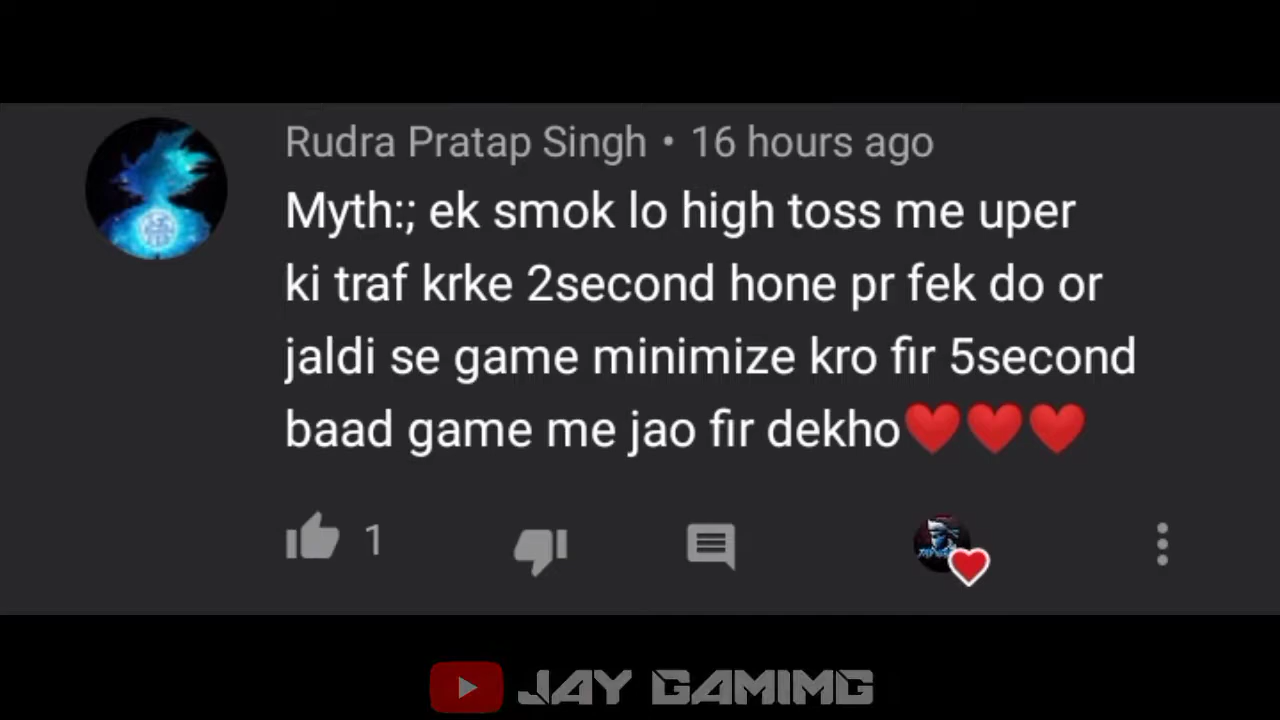 Rudra Pratap Singh • 16 hours ago
Myth:; ek smok lo high toss me uper
ki traf krke 2second hone pr fek do or
jaldi se game minimize kro fir 5second
baad game me jao fir dekho❤️❤️❤️
1
JAY GAMIMG